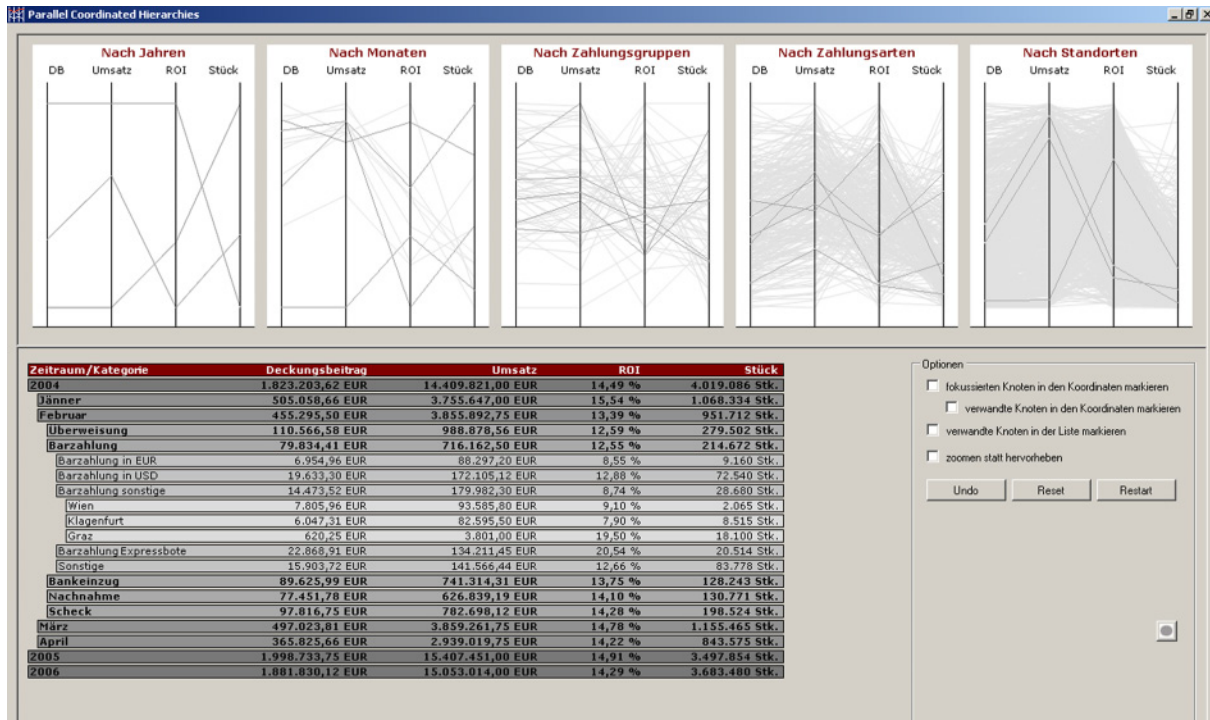 Parallel Coordinated Hierarchies
Nach Jahren Nach Monaten Nach Zahlungsgruppen Nach Zahlungsarten Nach Standorten
DB Umsatz ROI Stück DB Umsatz ROI Stück DB Umsatz ROI Stück DB Umsatz ROI Stück DB Umsatz ROI Stück
Zeitraum/Kategorie Deckungsbeitrag Umsatz ROI Stück
2004 1.823.203,62 EUR 14.409.821,00 EUR 14,49 % 4.019.086 Stk.
Jänner 505.058,66 EUR 3.755.647,00 EUR 15,54 % 1.068.334 Stk.
Februar 455.295,50 EUR 3.855.892,75 EUR 13,39 % 951.712 Stk.
Überweisung 110.566,58 EUR 988.878,56 EUR 12,59 % 279.502 Stk.
Barzahlung 79.834,41 EUR 716.162,50 EUR 12,55 % 214.672 Stk.
Barzahlung in EUR 6.954,96 EUR 88.297,20 EUR 8,55 % 9.160 Stk.
Barzahlung in USD 19.633,30 EUR 172.105,12 EUR 12,88 % 72.540 Stk.
Barzahlung sonstige 14.473,52 EUR 179.982,30 EUR 8,74 % 28.680 Stk.
Wien 7.805,96 EUR 93.585,80 EUR 9,10 % 2.065 Stk.
Klagenfurt 6.047,31 EUR 82.595,50 EUR 7,90 % 8.515 Stk.
Graz 620,25 EUR 3.801,00 EUR 19,50 % 18.100 Stk.
Barzahlung Expressbote 22.868,91 EUR 134.211,45 EUR 20,54 % 20.514 Stk.
Sonstige 15.903,72 EUR 141.566,44 EUR 12,66 % 83.778 Stk.
Bankeinzug 89.625,99 EUR 741.314,31 EUR 13,75 % 128.243 Stk.
Nachnahme 77.451,78 EUR 626.839,19 EUR 14,10 % 130.771 Stk.
Scheck 97.816,75 EUR 782.698,12 EUR 14,28 % 198.524 Stk.
März 497.023,81 EUR 3.859.261,75 EUR 14,78 % 1.155.465 Stk.
April 365.825,66 EUR 2.939.019,75 EUR 14,22 % 843.575 Stk.
2005 1.998.733,75 EUR 15.407.451,00 EUR 14,91 % 3.497.854 Stk.
2006 1.881.830,12 EUR 15.053.014,00 EUR 14,29 % 3.683.480 Stk.
Optionen
fokussierten Knoten in den Koordinaten markieren
verwandte Knoten in den Koordinaten markieren
verwandte Knoten in der Liste markieren
zoomen statt hervorheben
Undo Reset Restart